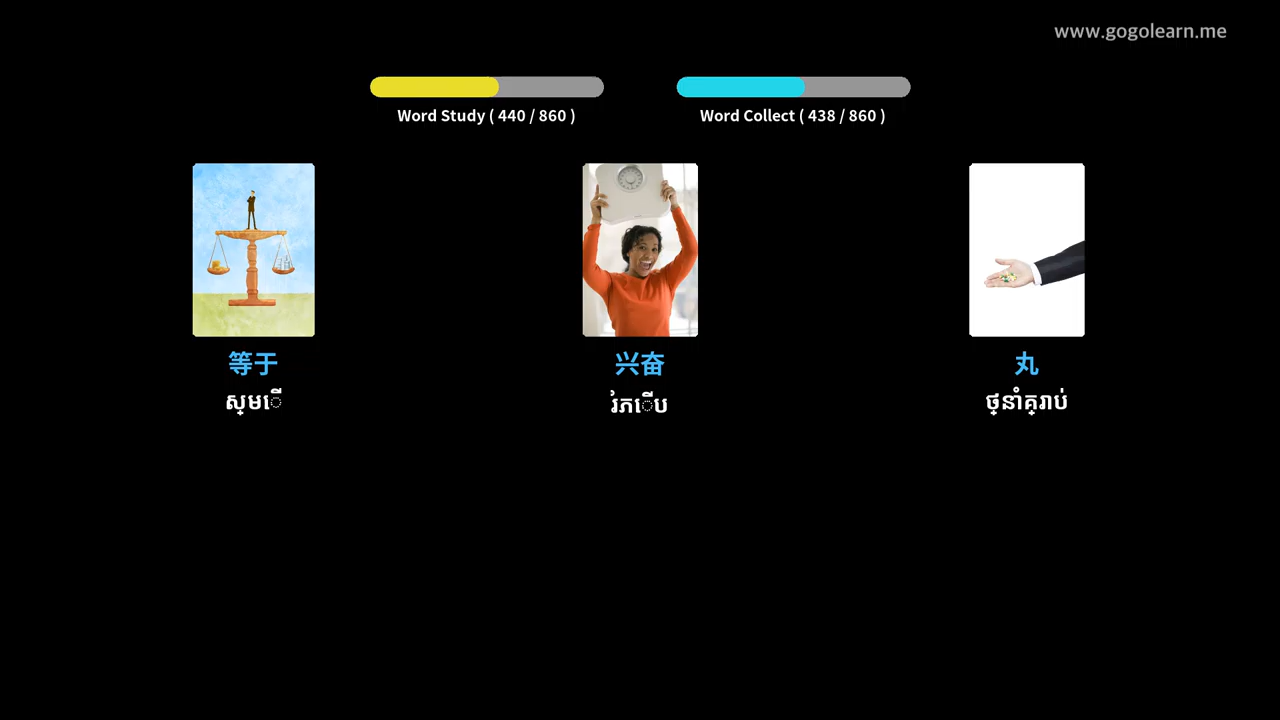 www.gogolearn.me
Word Study ( 440 / 860 )
Word Collect ( 438 / 860 )
等于
兴奋
丸
ស្មើ
រំភើប
ថ្នាំគ្រាប់